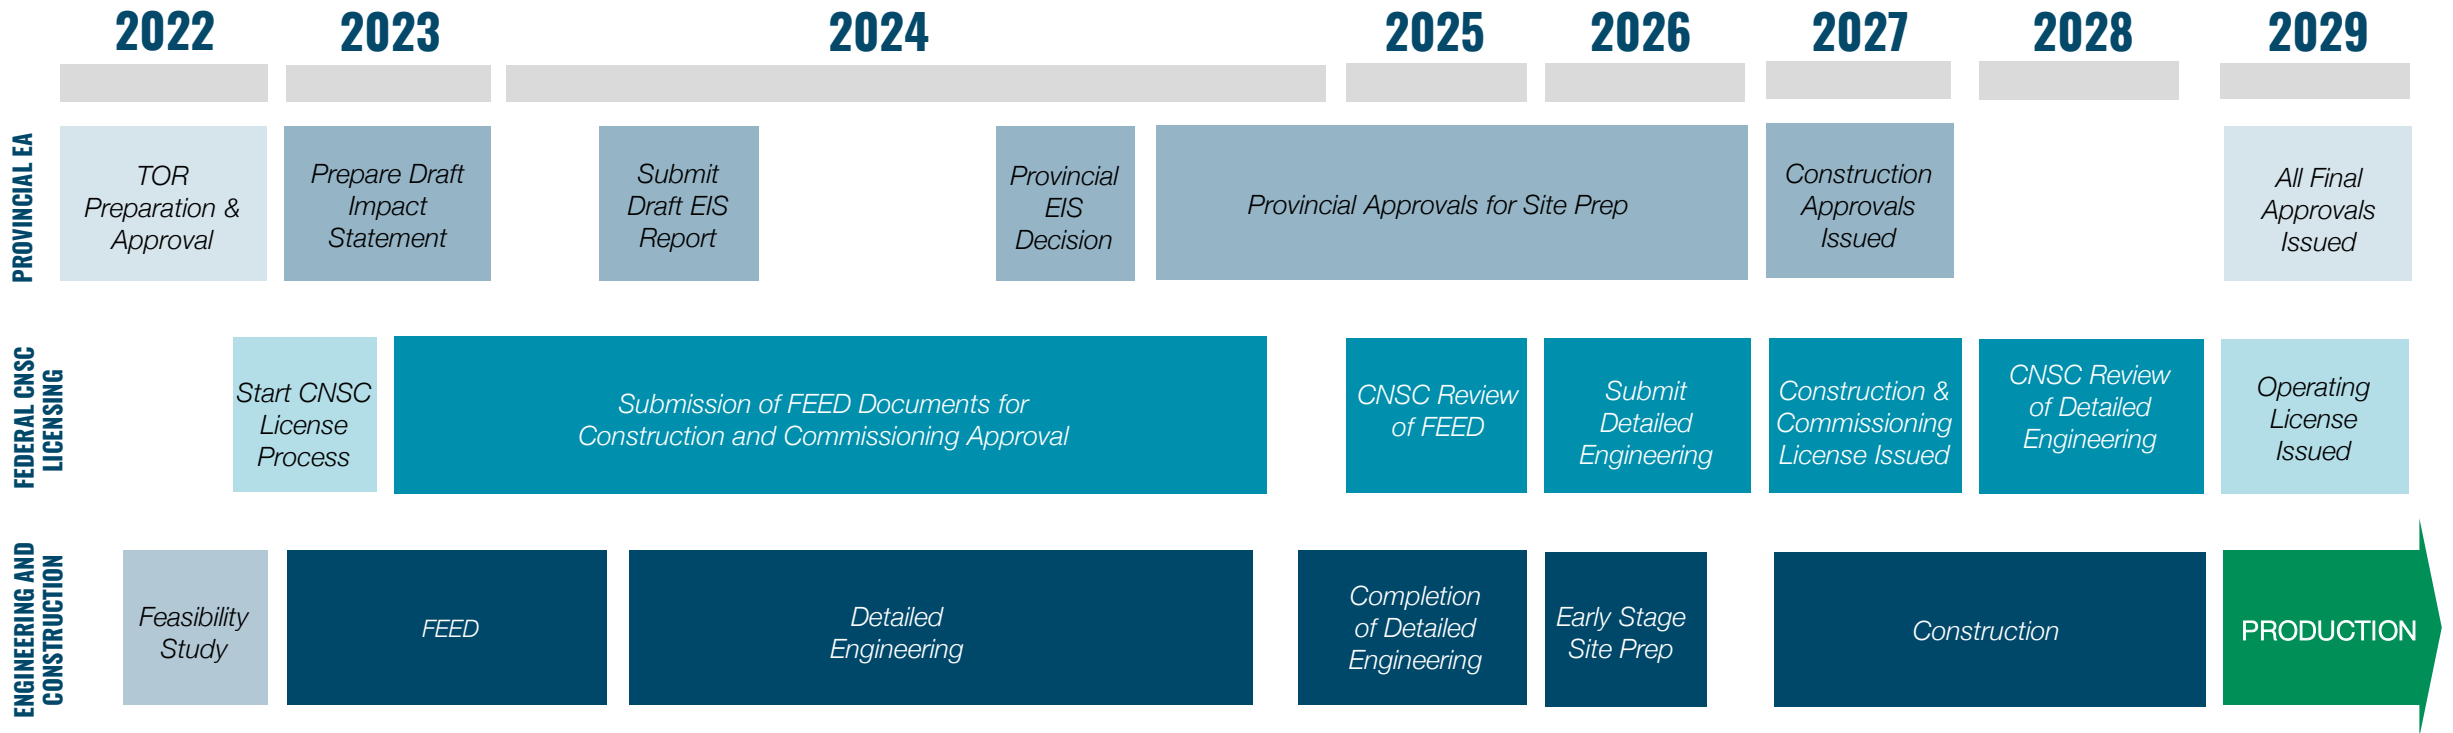 2022
2023
2024
2025
2026
2027
2028
2029
PROVINCIAL EA
TOR
Preparation &
Approval
Prepare Draft
Impact
Statement
Submit
Draft EIS
Report
Provincial
EIS
Decision
Provincial Approvals for Site Prep
Construction
Approvals
Issued
All Final
Approvals
Issued
FEDERAL CNSC
LICENSING
Start CNSC
License
Process
Submission of FEED Documents for
Construction and Commissioning Approval
CNSC Review
of FEED
Submit
Detailed
Engineering
Construction &
Commissioning
License Issued
CNSC Review
of Detailed
Engineering
Operating
License
Issued
ENGINEERING AND
CONSTRUCTION
Feasibility
Study
FEED
Detailed
Engineering
Completion
of Detailed
Engineering
Early Stage
Site Prep
Construction
PRODUCTION